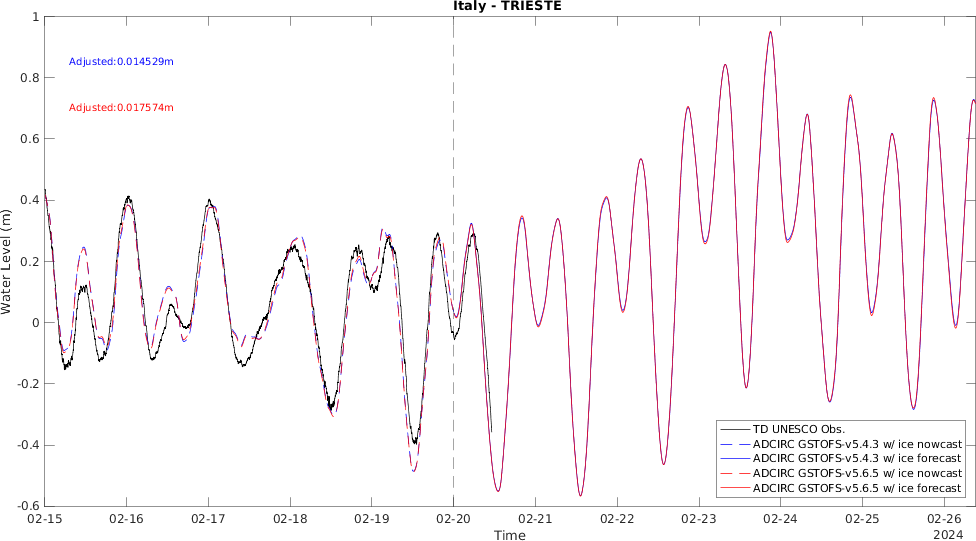 Italy - TRIESTE
Adjusted:0.014529m
Adjusted:0.017574m
Water Level (m)
1
0.8
0.6
0.4
0.2
0
-0.2
-0.4
-0.6
TD UNESCO Obs.
ADCIRC GSTOFS-v5.4.3 w/ ice nowcast
ADCIRC GSTOFS-v5.4.3 w/ ice forecast
ADCIRC GSTOFS-v5.6.5 w/ ice nowcast
ADCIRC GSTOFS-v5.6.5 w/ ice forecast
02-15 02-16 02-17 02-18 02-19 02-20 02-21 02-22 02-23 02-24 02-25 02-26
Time
2024